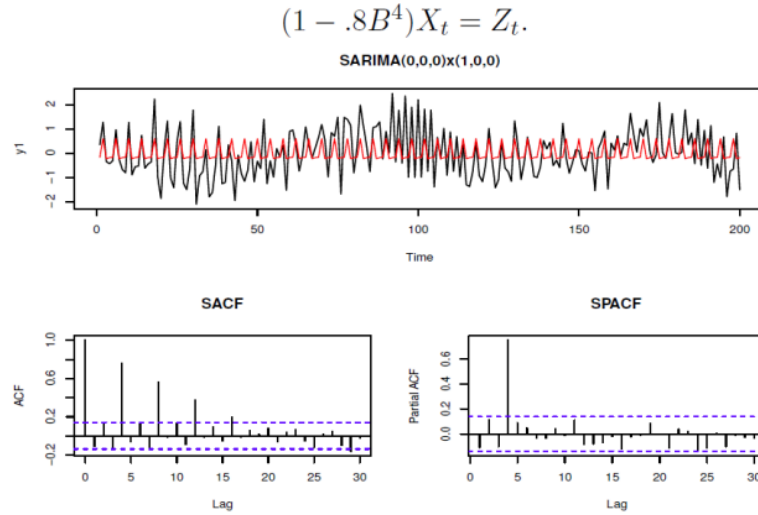 (1 − .8B⁴)Xₜ = Zₜ.
SARIMA(0,0,0)x(1,0,0)
y1
2
1
0
-1
-2
0 50 100 150 200
Time
SACF
ACF
1.0
0.6
0.2
-0.2
0 5 10 15 20 25 30
Lag
SPACF
Partial ACF
0.6
0.4
0.2
0.0
0 5 10 15 20 25 30
Lag